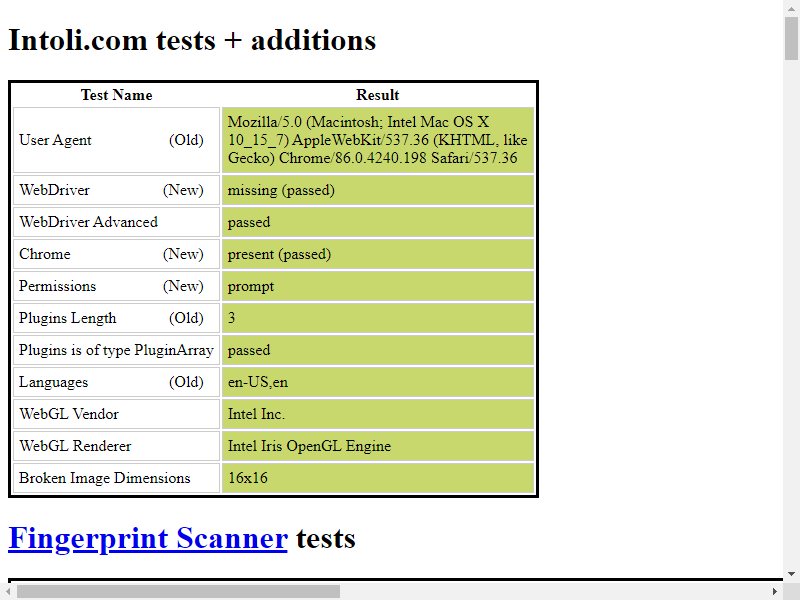 Intoli.com tests + additions
Test Name Result
User Agent (Old) Mozilla/5.0 (Macintosh; Intel Mac OS X
10_15_7) AppleWebKit/537.36 (KHTML, like
Gecko) Chrome/86.0.4240.198 Safari/537.36
WebDriver (New) missing (passed)
WebDriver Advanced passed
Chrome (New) present (passed)
Permissions (New) prompt
Plugins Length (Old) 3
Plugins is of type PluginArray passed
Languages (Old) en-US,en
WebGL Vendor Intel Inc.
WebGL Renderer Intel Iris OpenGL Engine
Broken Image Dimensions 16x16
Fingerprint Scanner tests